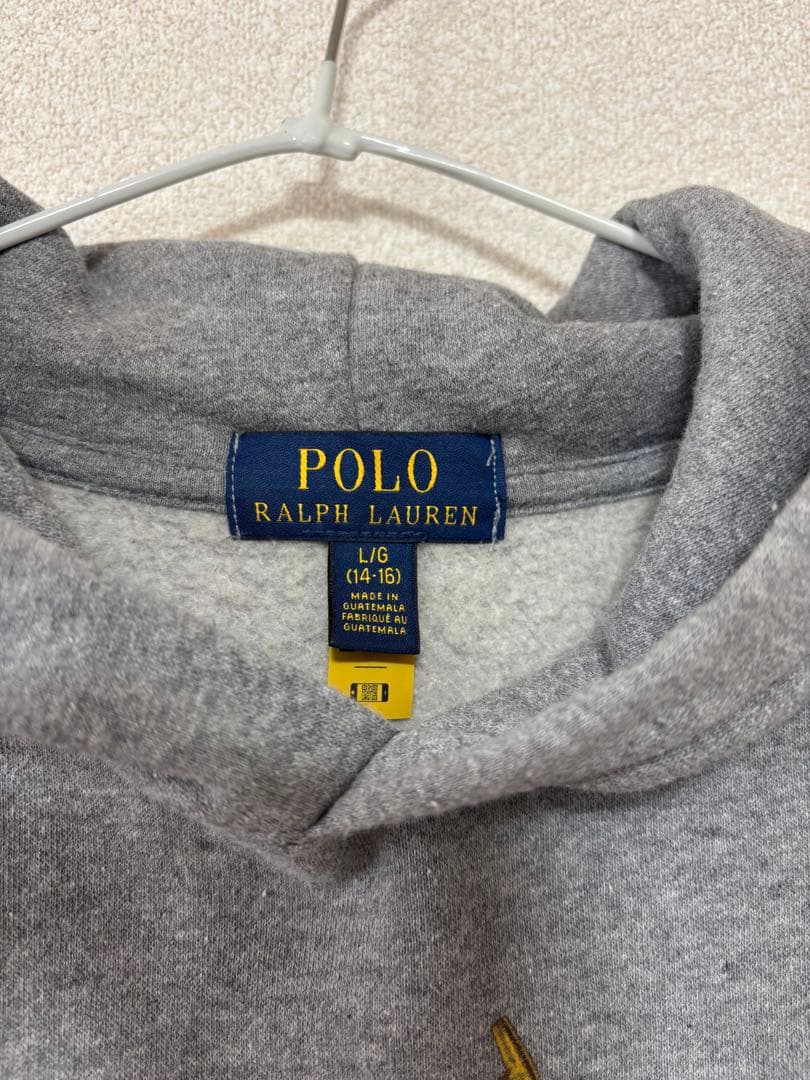 POLO
RALPH LAUREN
L/G
(14-16)
MADE IN
GUATEMALA
FABRIQUÉ AU
GUATEMALA